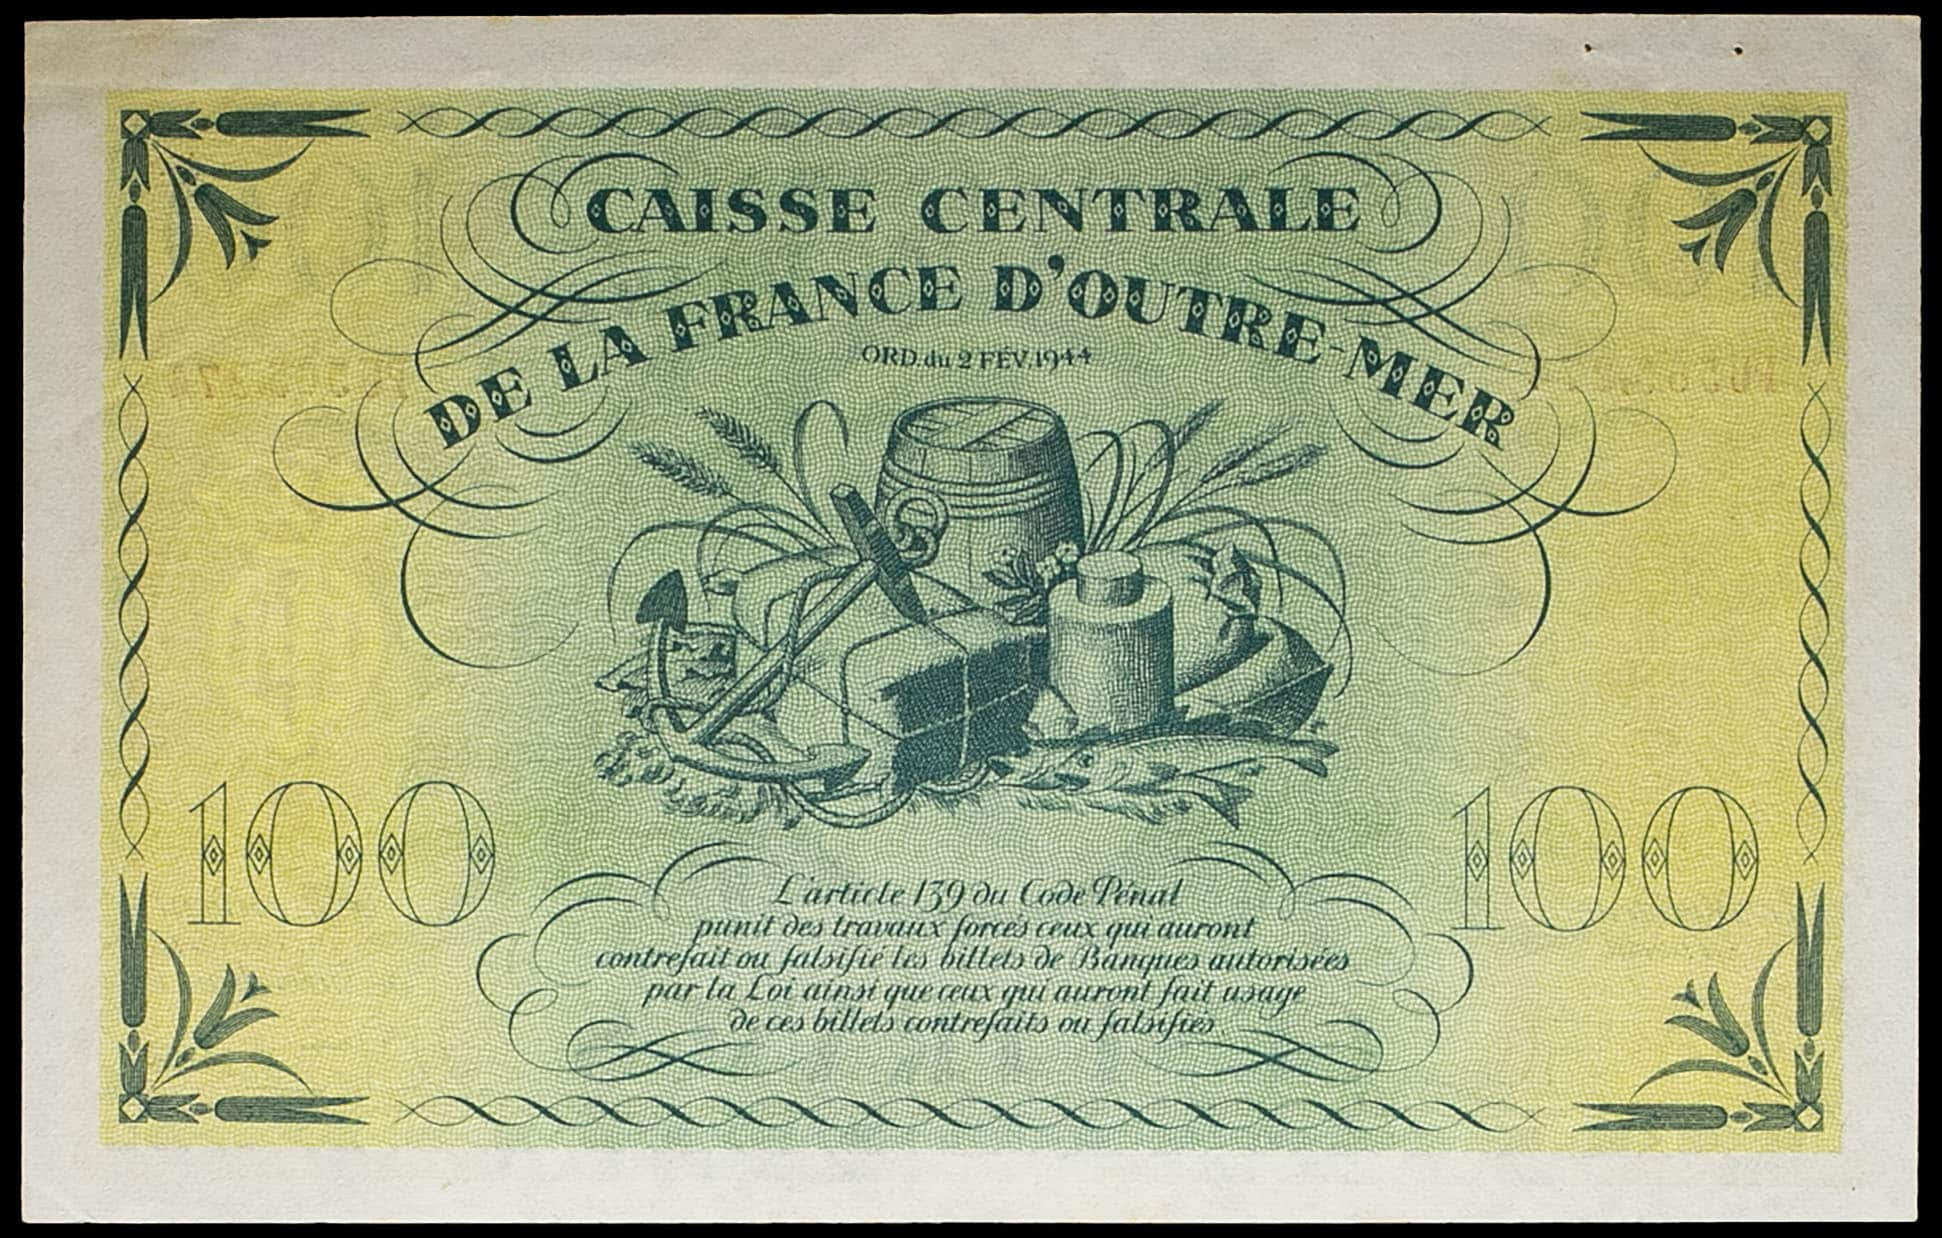 CAISSE CENTRALE
DE LA FRANCE D'OUTRE-MER
ORD. du 2 FÉV. 1944
100
100
L'article 139 du Code Pénal
punit des travaux forcés ceux qui auront
contrefait ou falsifié les billets de Banques autorisées
par la Loi ainsi que ceux qui auront fait usage
de ces billets contrefaits ou falsifiés.